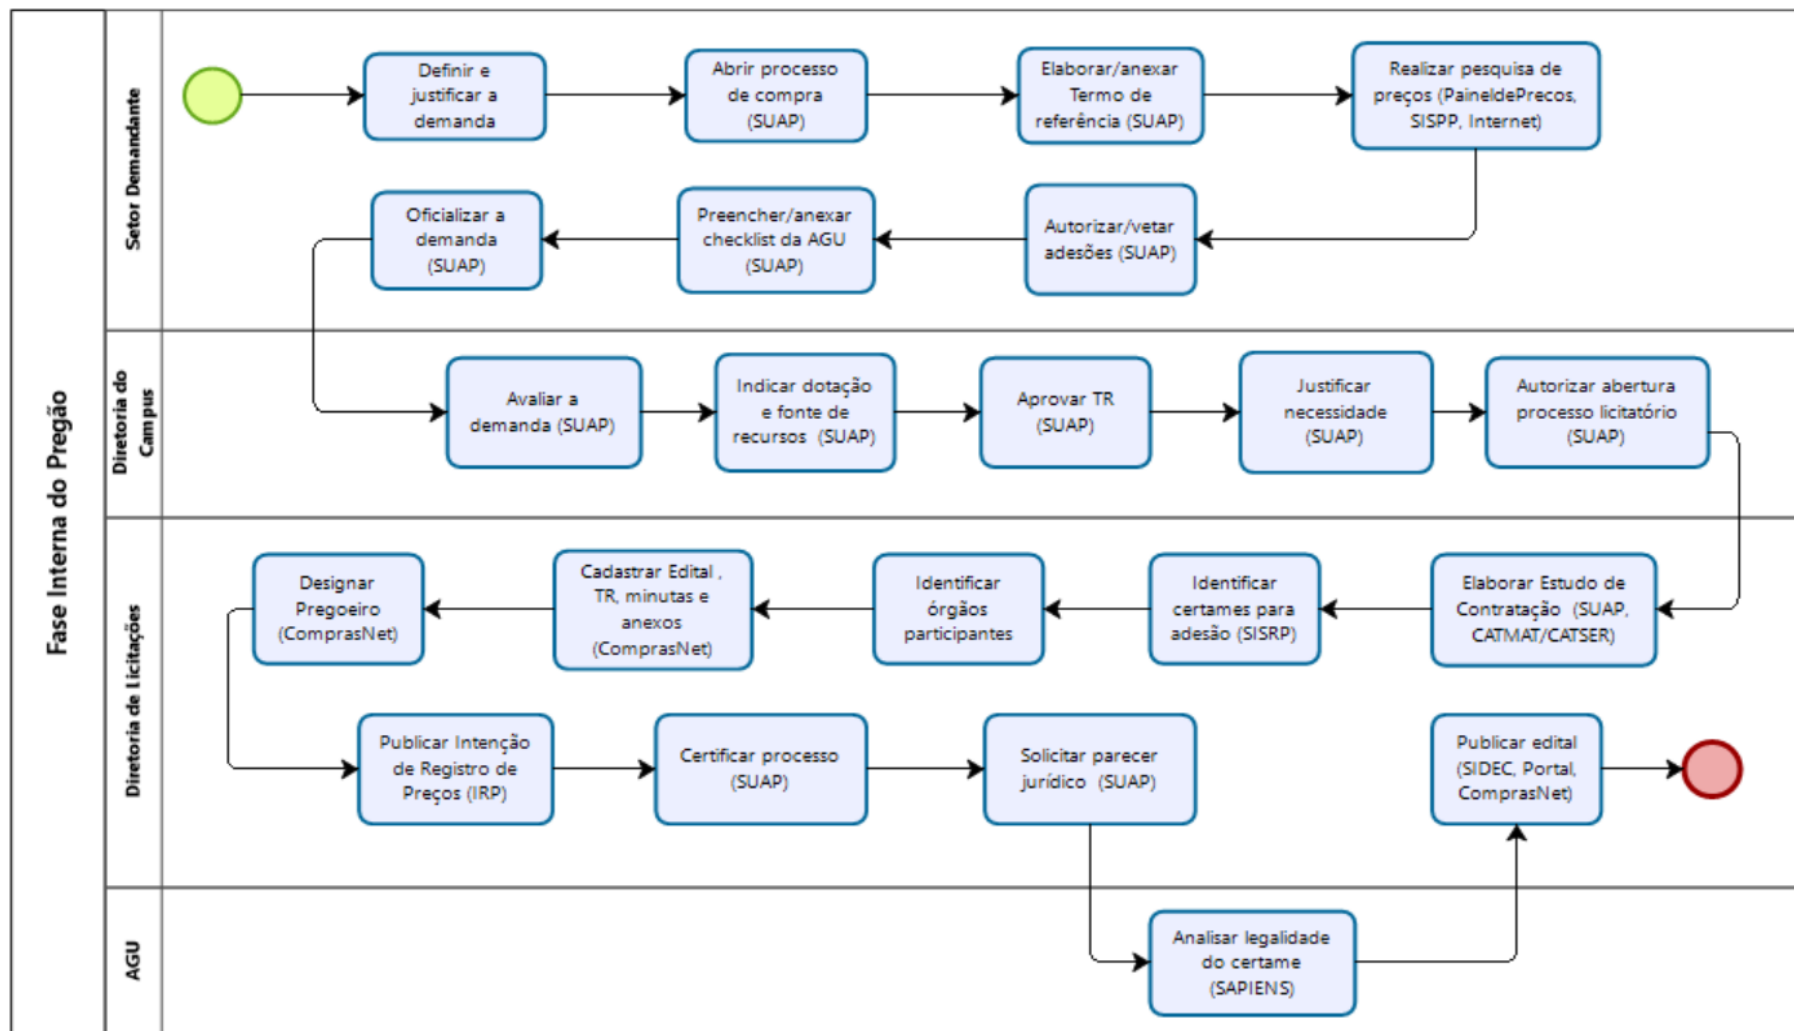 Fase Interna do Pregão
Setor Demandante
Definir e
justificar a
demanda
Abrir processo
de compra
(SUAP)
Elaborar/anexar
Termo de
referência (SUAP)
Realizar pesquisa de
preços (PaineldePrecos,
SISPP, Internet)
Autorizar/vetar
adesões (SUAP)
Preencher/anexar
checklist da AGU
(SUAP)
Oficializar a
demanda
(SUAP)
Diretoria do
Campus
Avaliar a
demanda (SUAP)
Indicar dotação
e fonte de
recursos (SUAP)
Aprovar TR
(SUAP)
Justificar
necessidade
(SUAP)
Autorizar abertura
processo licitatório
(SUAP)
Diretoria de Licitações
Elaborar Estudo de
Contratação (SUAP,
CATMAT/CATSER)
Identificar
certames para
adesão (SISRP)
Identificar
órgãos
participantes
Cadastrar Edital ,
TR, minutas e
anexos
(ComprasNet)
Designar
Pregoeiro
(ComprasNet)
Publicar Intenção
de Registro de
Preços (IRP)
Certificar processo
(SUAP)
Solicitar parecer
jurídico (SUAP)
Publicar edital
(SIDEC, Portal,
ComprasNet)
AGU
Analisar legalidade
do certame
(SAPIENS)